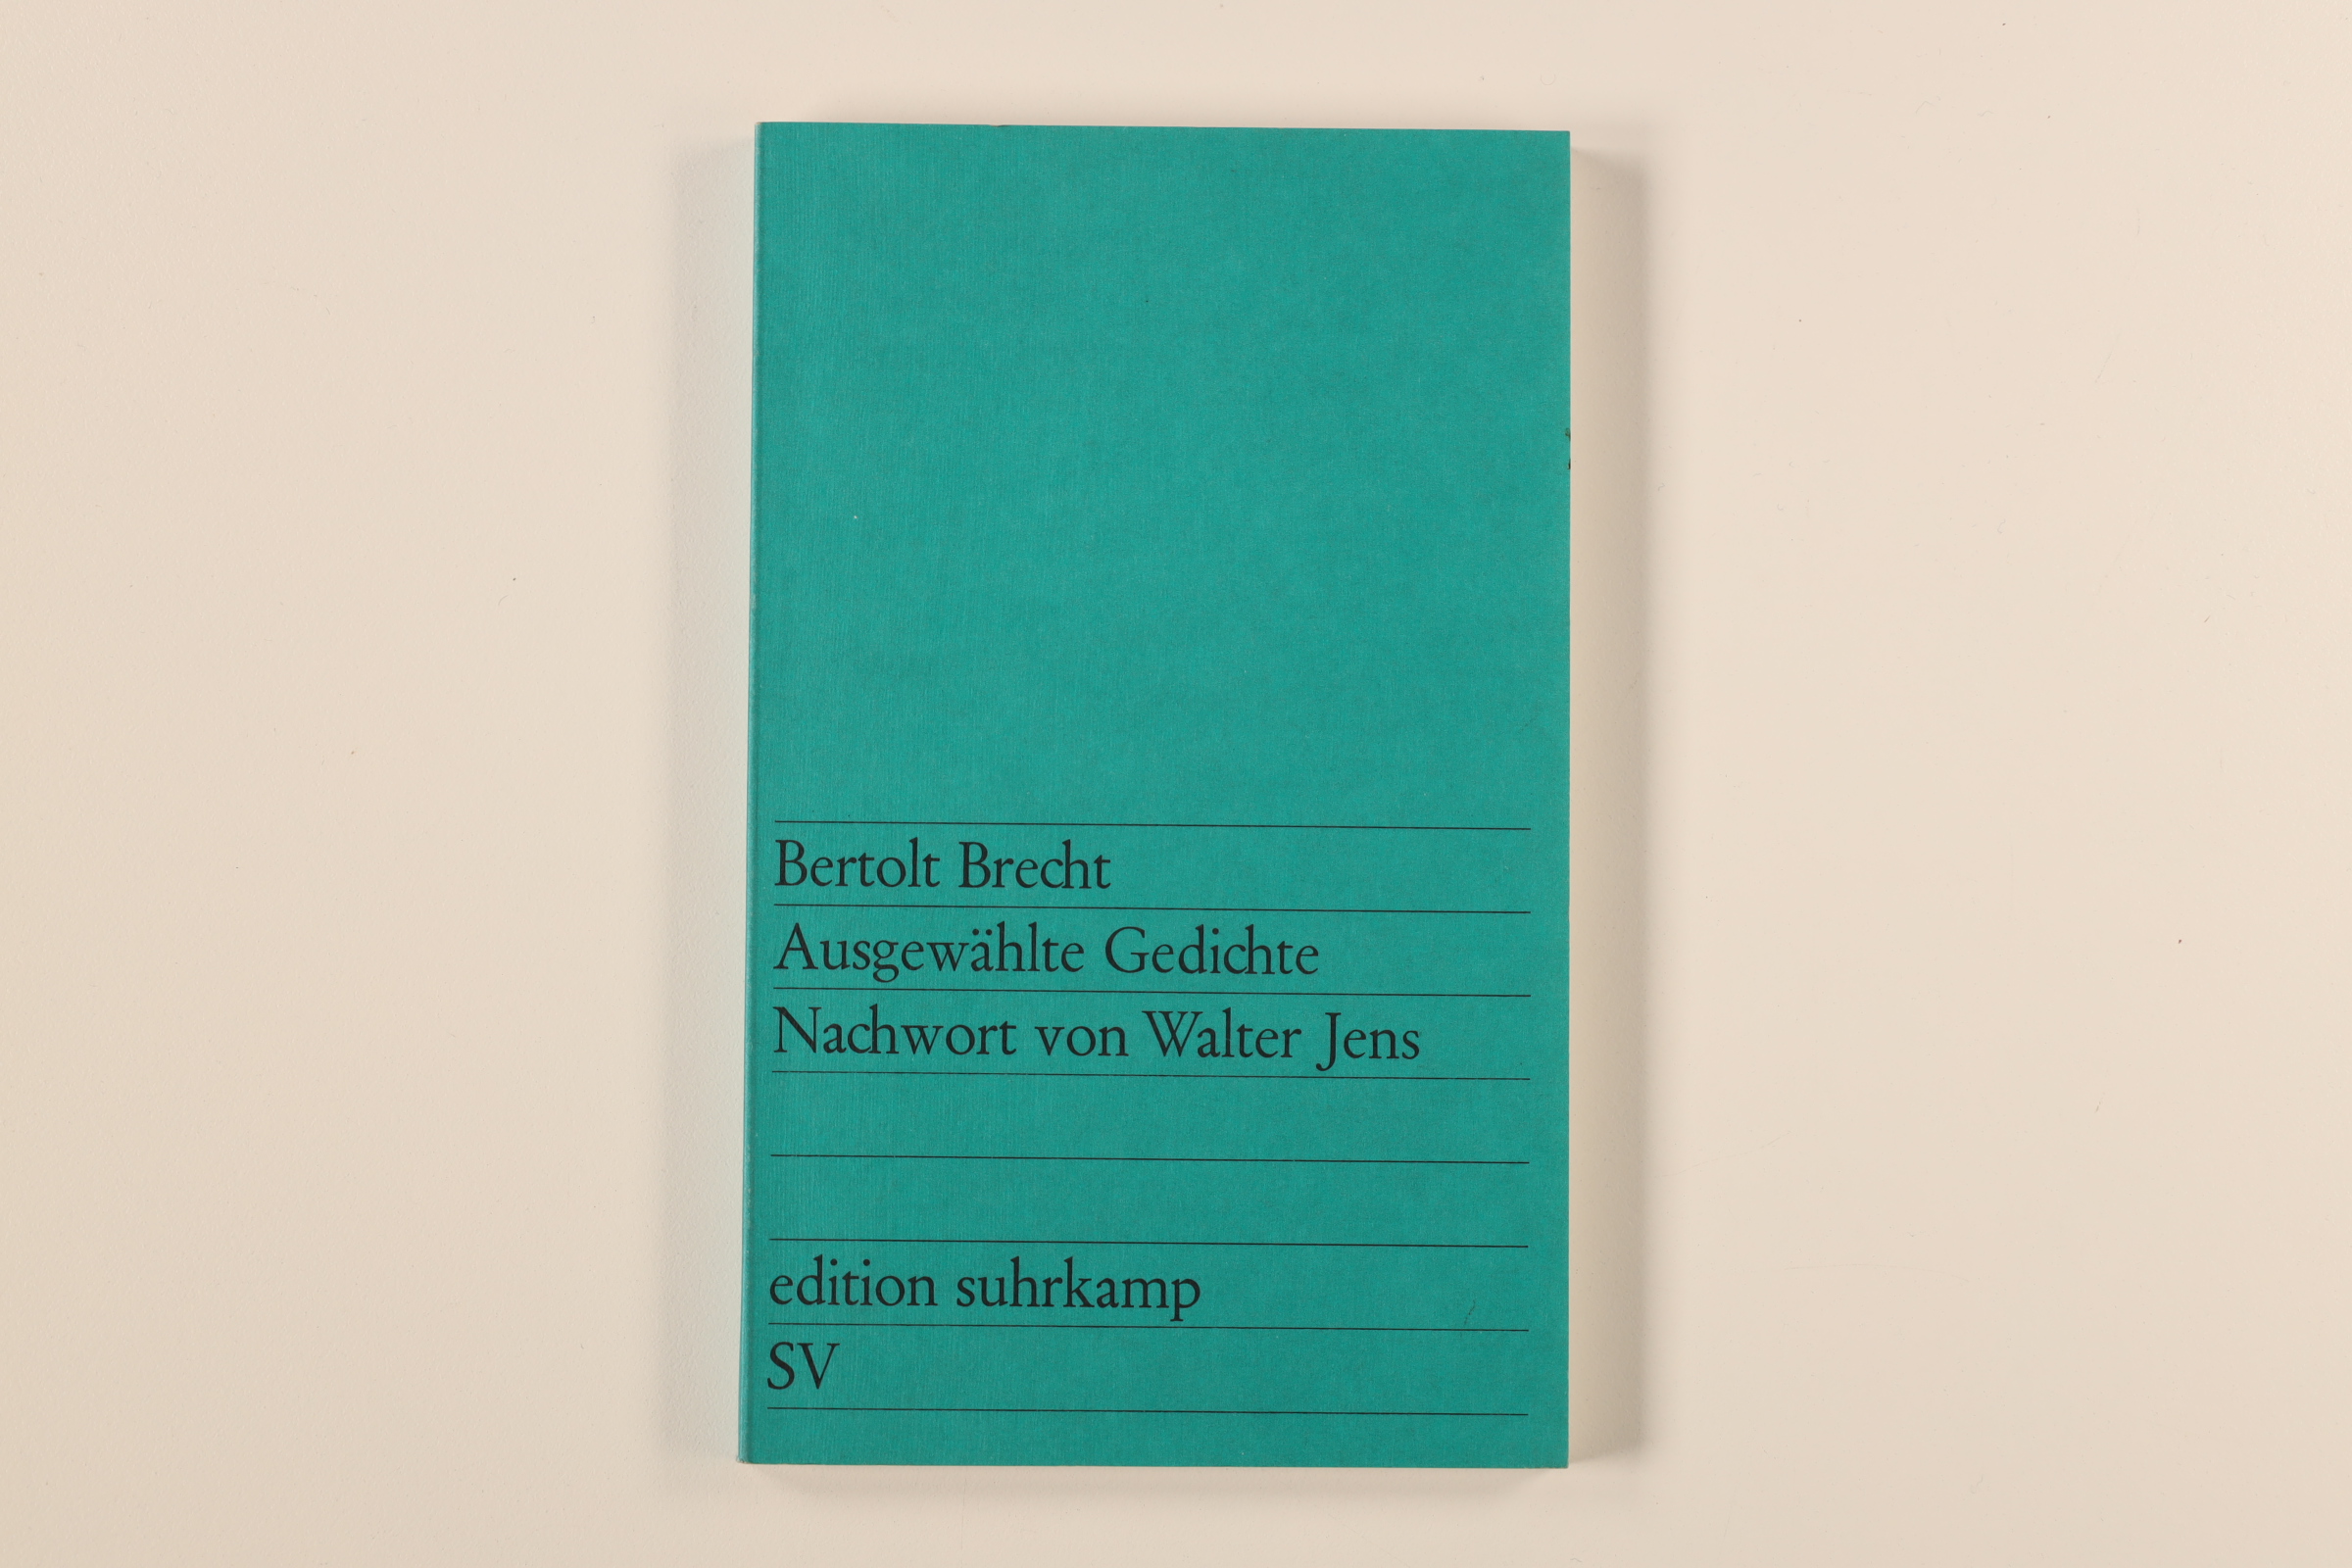 Bertolt Brecht
Ausgewählte Gedichte
Nachwort von Walter Jens
edition suhrkamp
SV